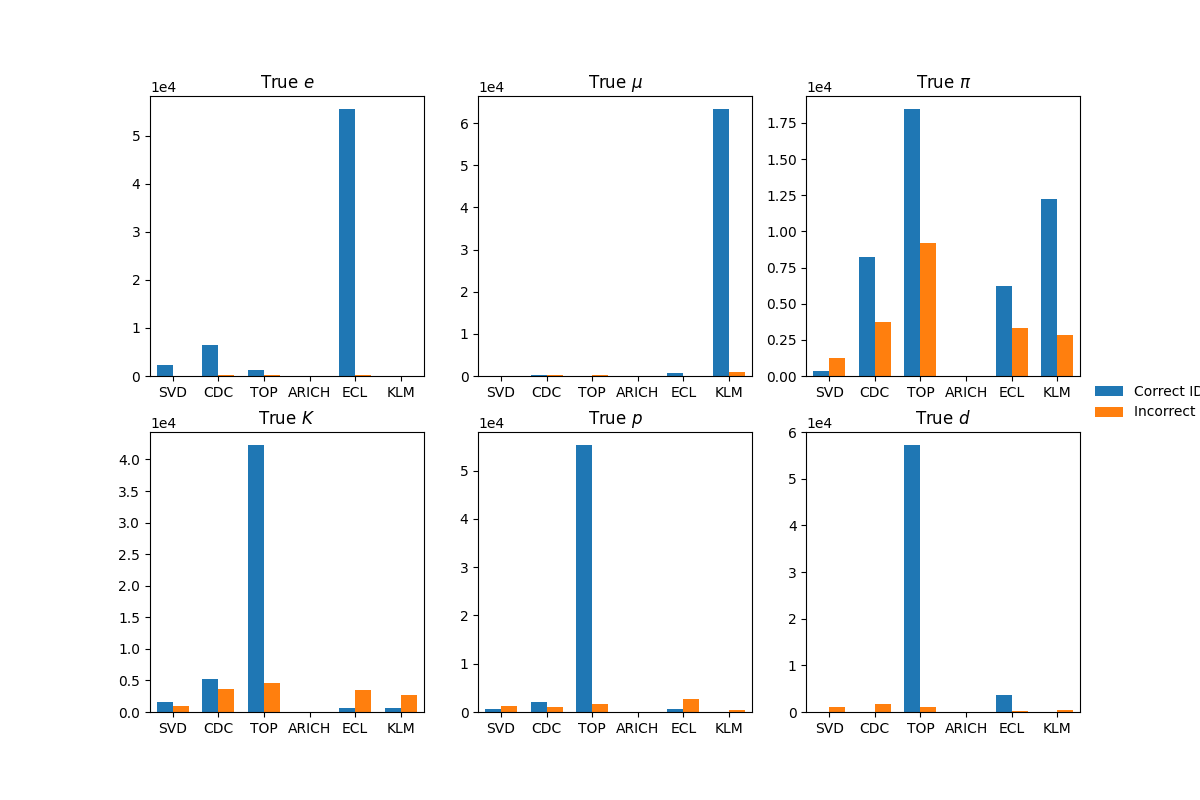 True e
1e4
5
4
3
2
1
0
SVD CDC TOP ARICH ECL KLM
True μ
1e4
6
5
4
3
2
1
0
SVD CDC TOP ARICH ECL KLM
True π
1e4
1.75
1.50
1.25
1.00
0.75
0.50
0.25
0.00
SVD CDC TOP ARICH ECL KLM
Correct ID
Incorrect
True K
1e4
4.0
3.5
3.0
2.5
2.0
1.5
1.0
0.5
0.0
SVD CDC TOP ARICH ECL KLM
True p
1e4
5
4
3
2
1
0
SVD CDC TOP ARICH ECL KLM
True d
1e4
6
5
4
3
2
1
0
SVD CDC TOP ARICH ECL KLM